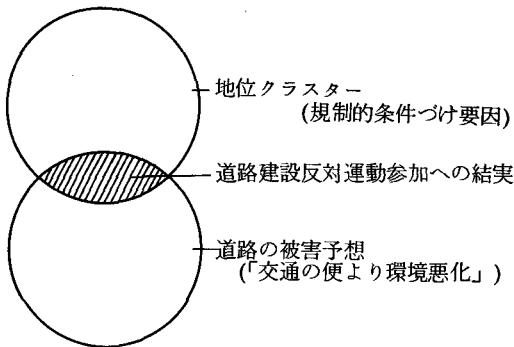 地位クラスター
(規制的条件づけ要因)
道路建設反対運動参加への結実
道路の被害予想
(「交通の便より環境悪化」)